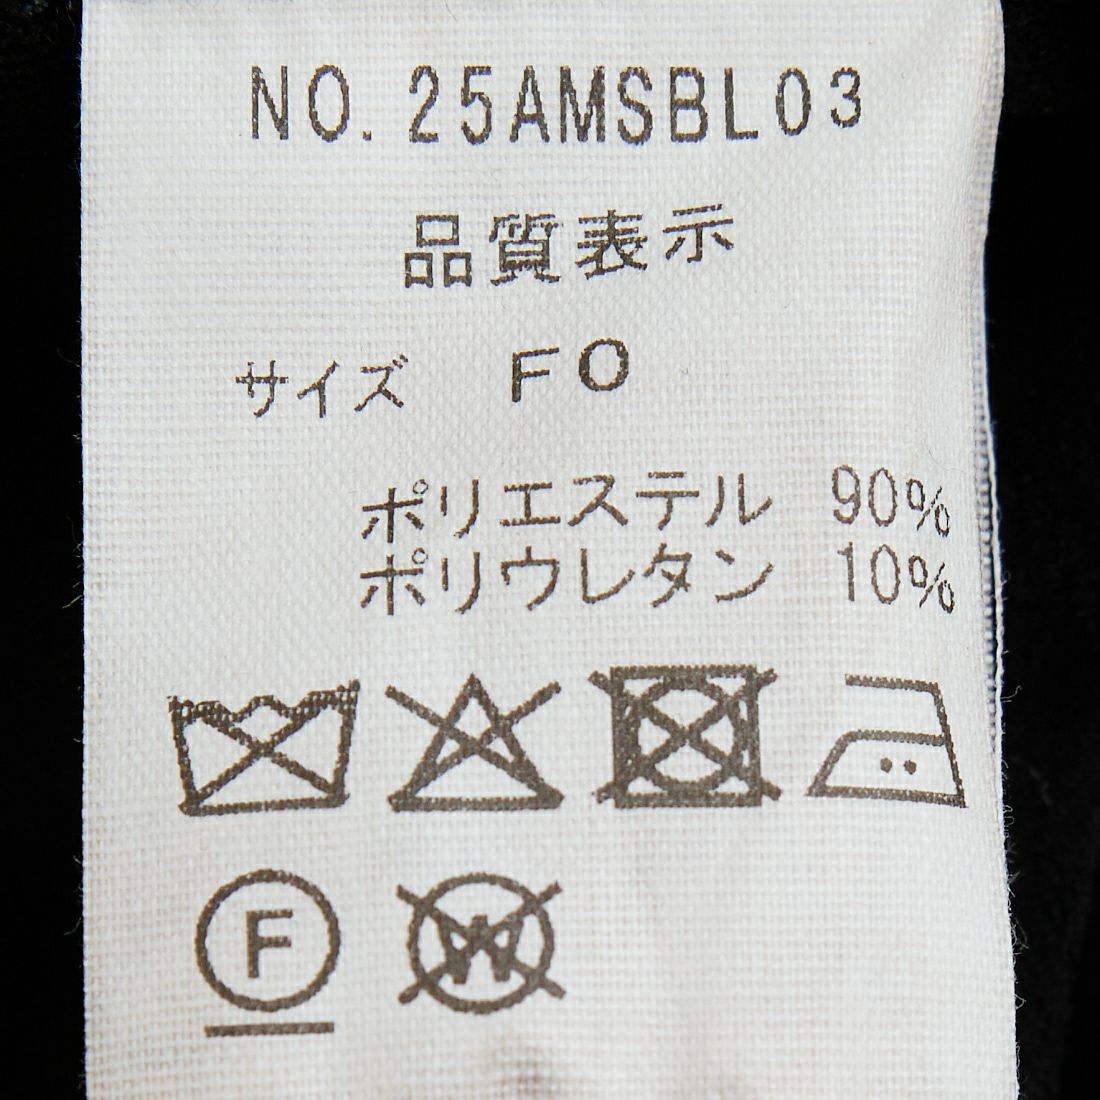 NO. 25AMSBL03
品質表示
サイズ FO
ポリエステル 90%
ポリウレタン 10%
F
W